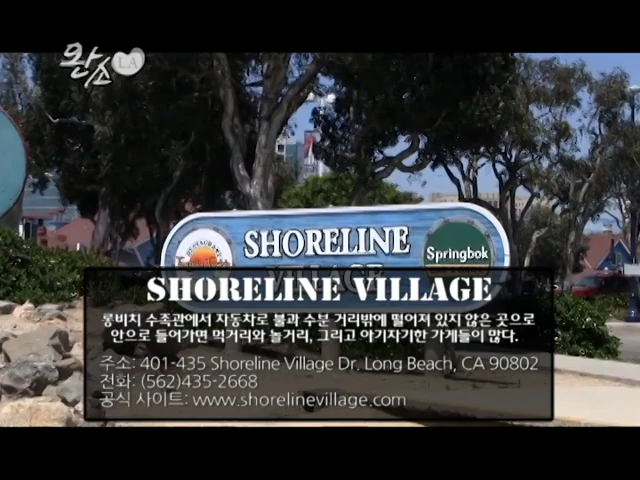 완소 LA
SHORELINE
VILLAGE
Springbok
SHORELINE VILLAGE
롱비치 수족관에서 자동차로 불과 수분 거리밖에 떨어져 있지 않은 곳으로
안으로 들어가면 먹거리와 놀거리, 그리고 아기자기한 가게들이 많다.
주소: 401-435 Shoreline Village Dr. Long Beach, CA 90802
전화: (562)435-2668
공식 사이트: www.shorelinevillage.com